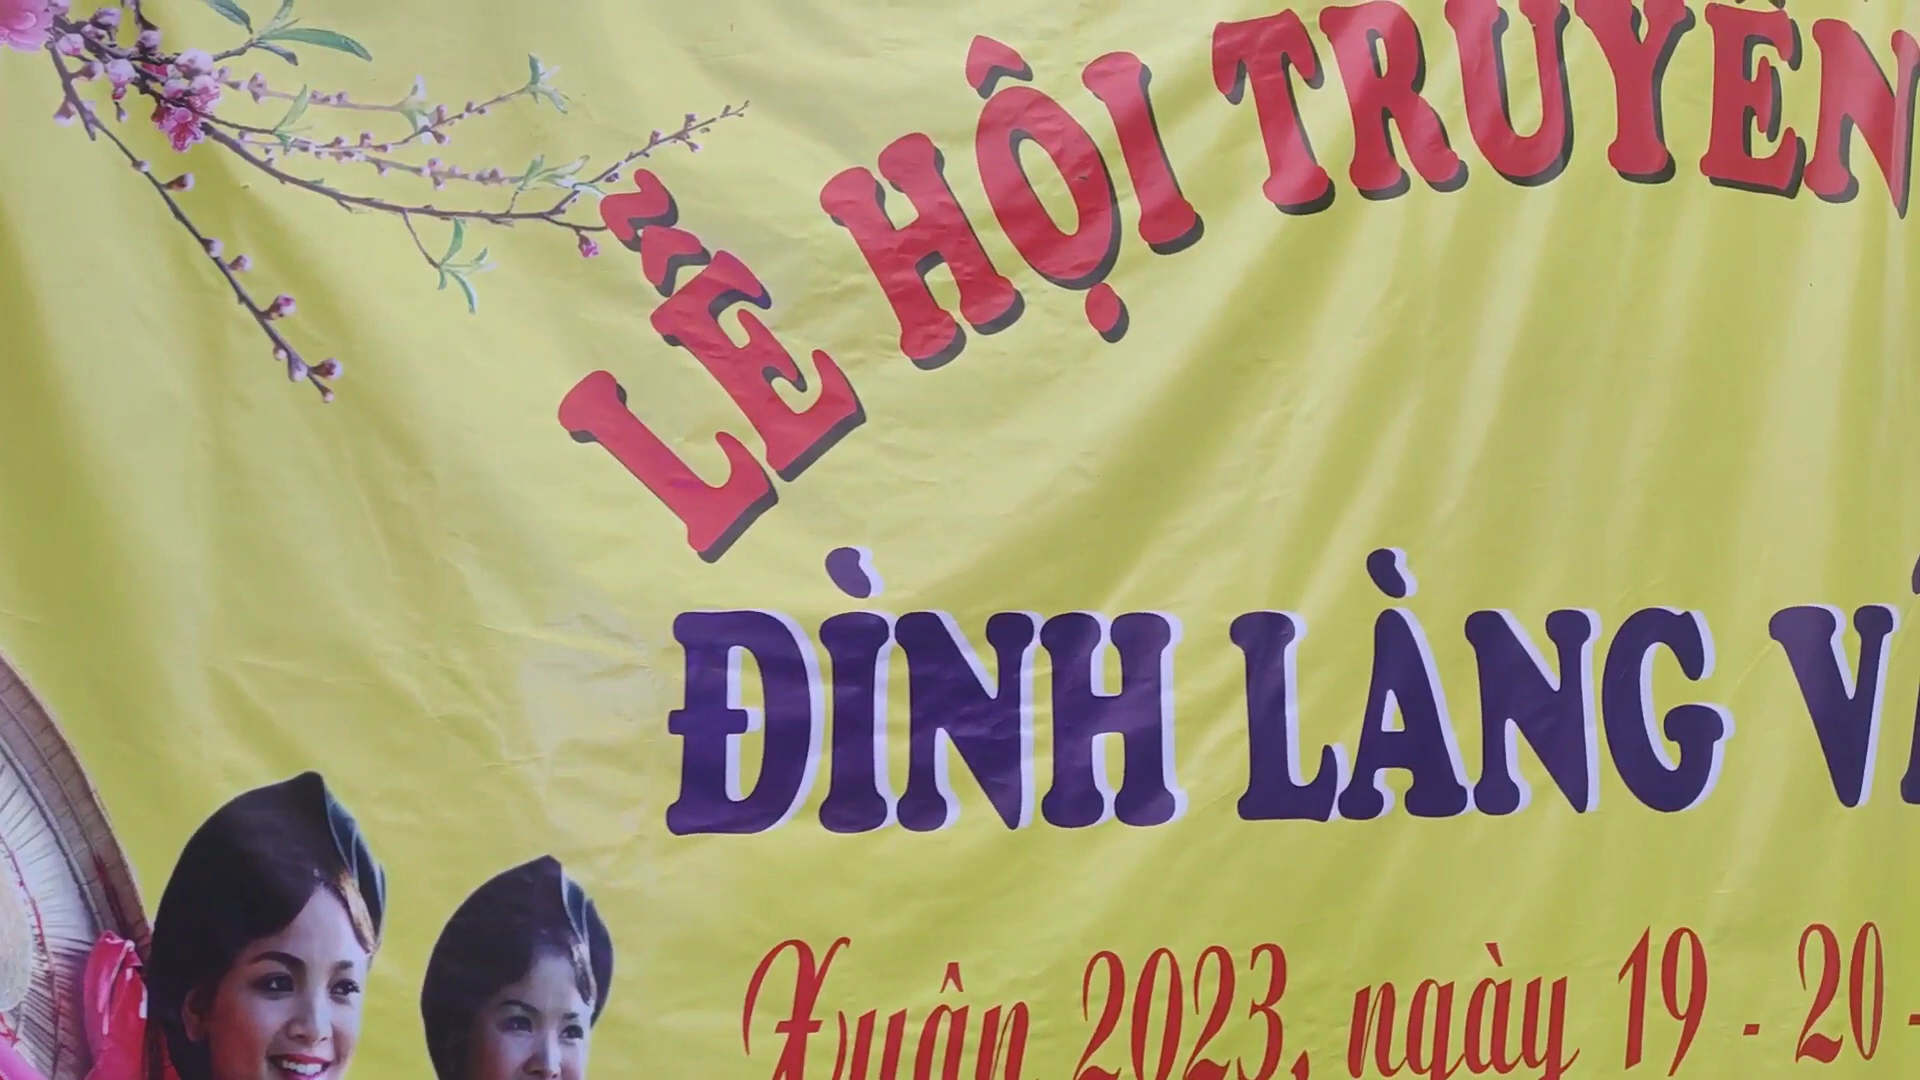 LỄ HỘI TRUYỀN
ĐÌNH LÀNG
Xuân 2023, ngày 19 - 20 -